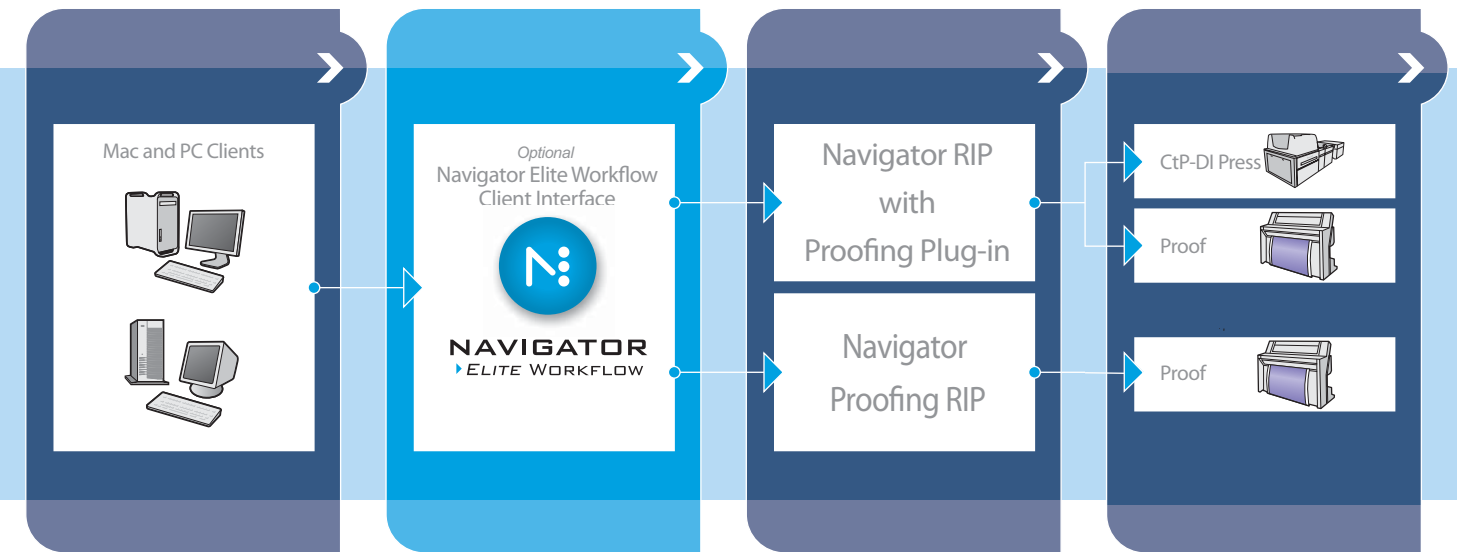 Mac and PC Clients
Optional
Navigator Elite Workflow
Client Interface
NAVIGATOR
ELITE WORKFLOW
Navigator RIP
with
Proofing Plug-in
Navigator
Proofing RIP
CtP-DI Press
Proof
Proof